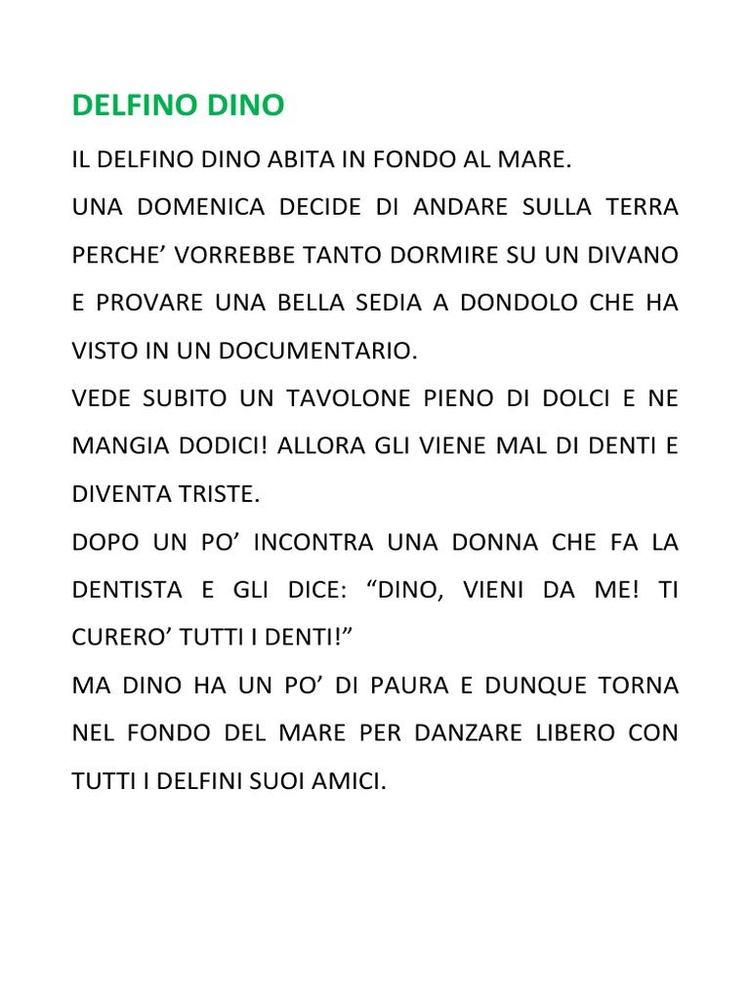 DELFINO DINO
IL DELFINO DINO ABITA IN FONDO AL MARE.
UNA DOMENICA DECIDE DI ANDARE SULLA TERRA
PERCHE’ VORREBBE TANTO DORMIRE SU UN DIVANO
E PROVARE UNA BELLA SEDIA A DONDOLO CHE HA
VISTO IN UN DOCUMENTARIO.
VEDE SUBITO UN TAVOLONE PIENO DI DOLCI E NE
MANGIA DODICI! ALLORA GLI VIENE MAL DI DENTI E
DIVENTA TRISTE.
DOPO UN PO’ INCONTRA UNA DONNA CHE FA LA
DENTISTA E GLI DICE: “DINO, VIENI DA ME! TI
CURERO’ TUTTI I DENTI!”
MA DINO HA UN PO’ DI PAURA E DUNQUE TORNA
NEL FONDO DEL MARE PER DANZARE LIBERO CON
TUTTI I DELFINI SUOI AMICI.